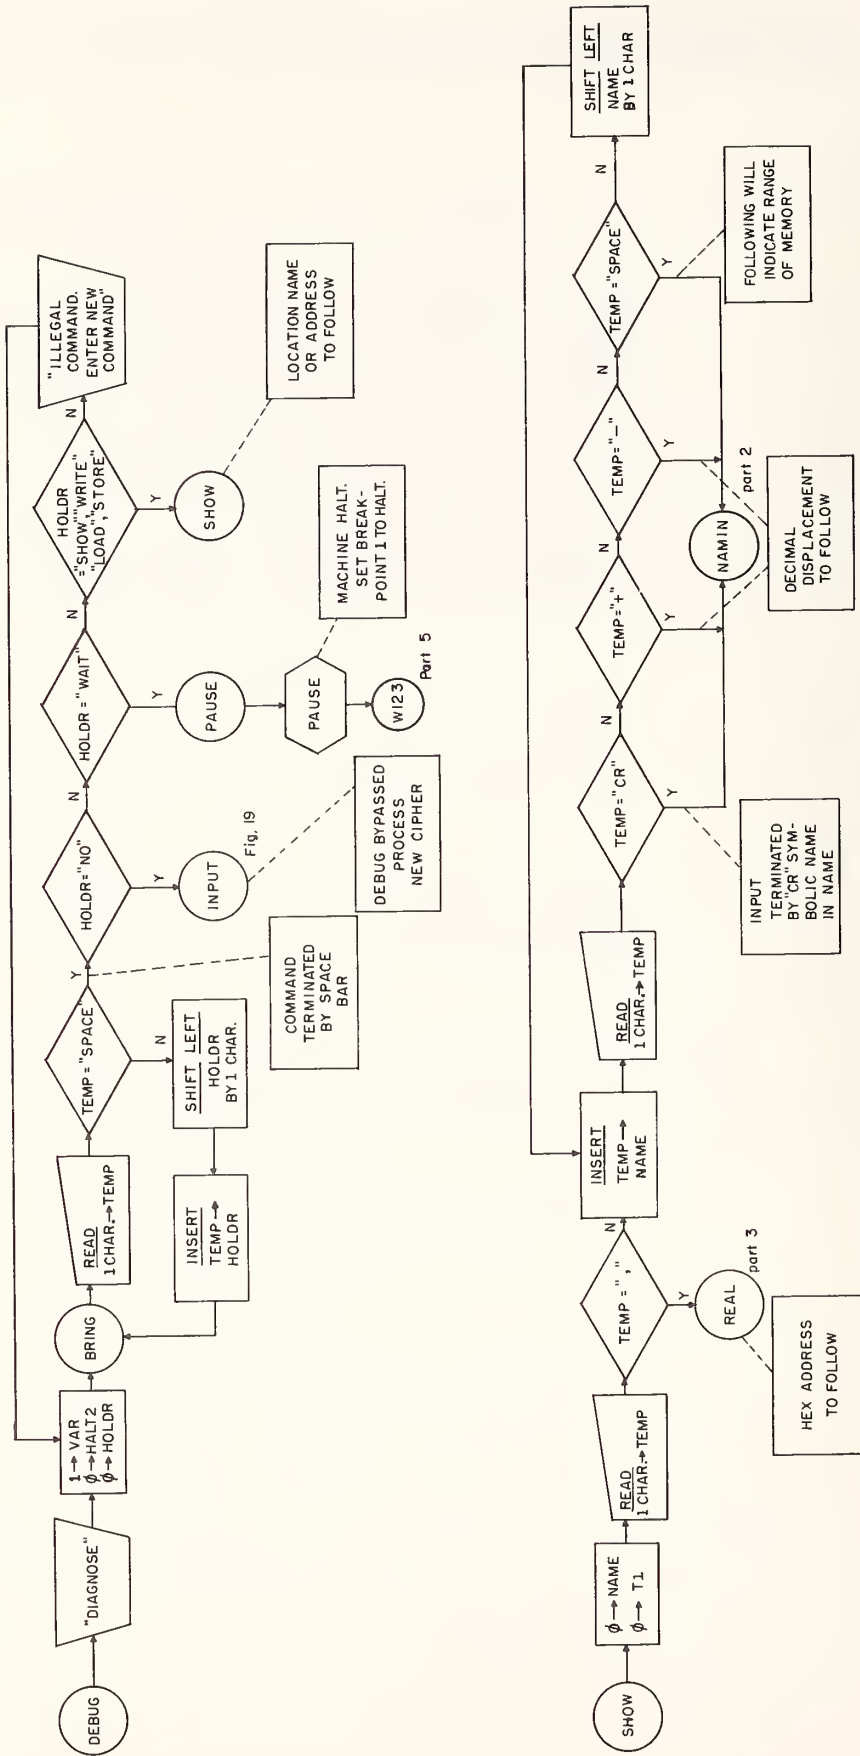 DEBUG
"DIAGNOSE"
1→VAR
φ→HALT2
φ→HOLDR
BRING
READ
1 CHAR.→TEMP
TEMP="SPACE"
Y
N
SHIFT LEFT
HOLDR
BY 1 CHAR.
INSERT
TEMP→
HOLDR
COMMAND
TERMINATED
BY SPACE
BAR
HOLDR="NO"
N
Y
INPUT
Fig. 19
DEBUG BYPASSED
PROCESS
NEW CIPHER
HOLDR="WAIT"
N
Y
PAUSE
PAUSE
W123
Part 5
MACHINE HALT.
SET BREAK-
POINT 1 TO HALT.
HOLDR
="SHOW","WRITE"
"LOAD","STORE"
N
Y
SHOW
LOCATION NAME
OR ADDRESS
TO FOLLOW
"ILLEGAL
COMMAND.
ENTER NEW
COMMAND"
SHOW
φ→NAME
φ→ T1
READ
1 CHAR.→TEMP
TEMP=","
N
Y
REAL
part 3
HEX ADDRESS
TO FOLLOW
INSERT
TEMP→
NAME
READ
1 CHAR.→TEMP
TEMP="CR"
N
Y
INPUT
TERMINATED
BY "CR" SYM-
BOLIC NAME
IN NAME
TEMP="+"
N
Y
NAMIN
part 2
DECIMAL
DISPLACEMENT
TO FOLLOW
TEMP="—"
N
Y
TEMP="SPACE"
N
Y
FOLLOWING WILL
INDICATE RANGE
OF MEMORY
SHIFT LEFT
NAME
BY 1 CHAR